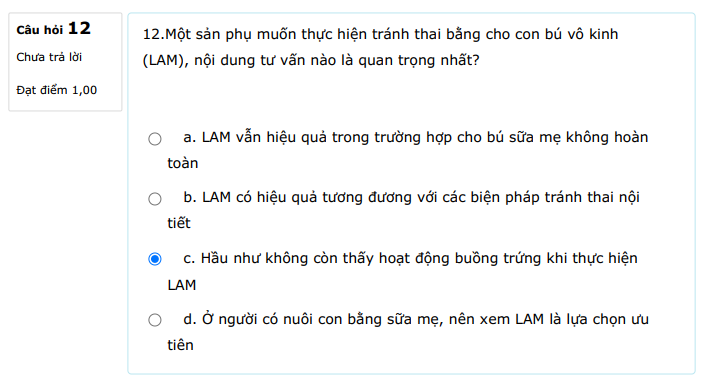 Câu hỏi 12
Chưa trả lời
Đạt điểm 1,00
12.Một sản phụ muốn thực hiện tránh thai bằng cho con bú vô kinh
(LAM), nội dung tư vấn nào là quan trọng nhất?
a. LAM vẫn hiệu quả trong trường hợp cho bú sữa mẹ không hoàn
toàn
b. LAM có hiệu quả tương đương với các biện pháp tránh thai nội
tiết
c. Hầu như không còn thấy hoạt động buồng trứng khi thực hiện
LAM
d. Ở người có nuôi con bằng sữa mẹ, nên xem LAM là lựa chọn ưu
tiên